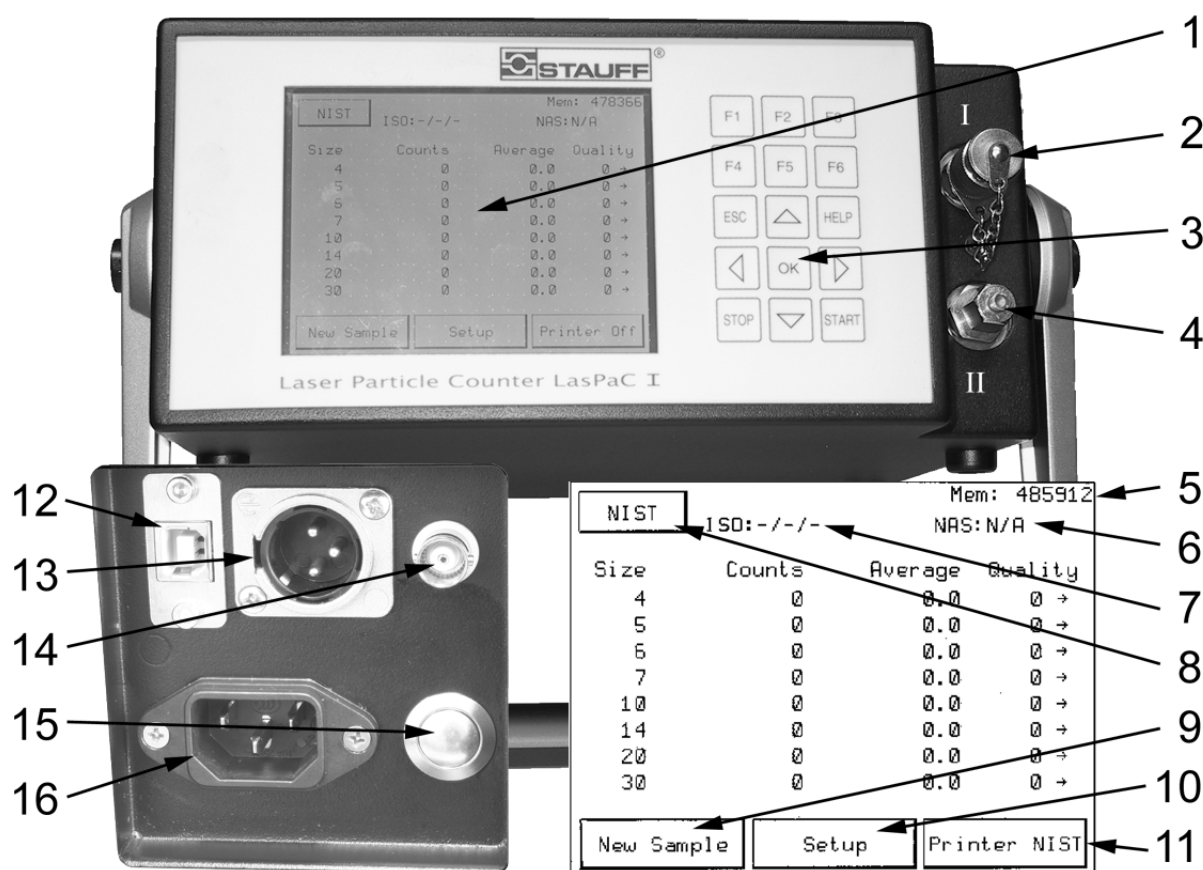 STAUFF®
NIST
Mem: 478366
ISO:-/-/-
NAS:N/A
Size Counts Average Quality
4 0 0.0 0 →
5 0 0.0 0 →
6 0 0.0 0 →
7 0 0.0 0 →
10 0 0.0 0 →
14 0 0.0 0 →
20 0 0.0 0 →
30 0 0.0 0 →
New Sample Setup Printer Off
Laser Particle Counter LasPaC I
F1 F2 F3
F4 F5 F6
ESC HELP
OK
STOP START
I
II
1
2
3
4
5
6
7
8
9
10
11
12
13
14
15
16
NIST
Mem: 485912
ISO:-/-/-
NAS:N/A
Size Counts Average Quality
4 0 0.0 0 →
5 0 0.0 0 →
6 0 0.0 0 →
7 0 0.0 0 →
10 0 0.0 0 →
14 0 0.0 0 →
20 0 0.0 0 →
30 0 0.0 0 →
New Sample Setup Printer NIST